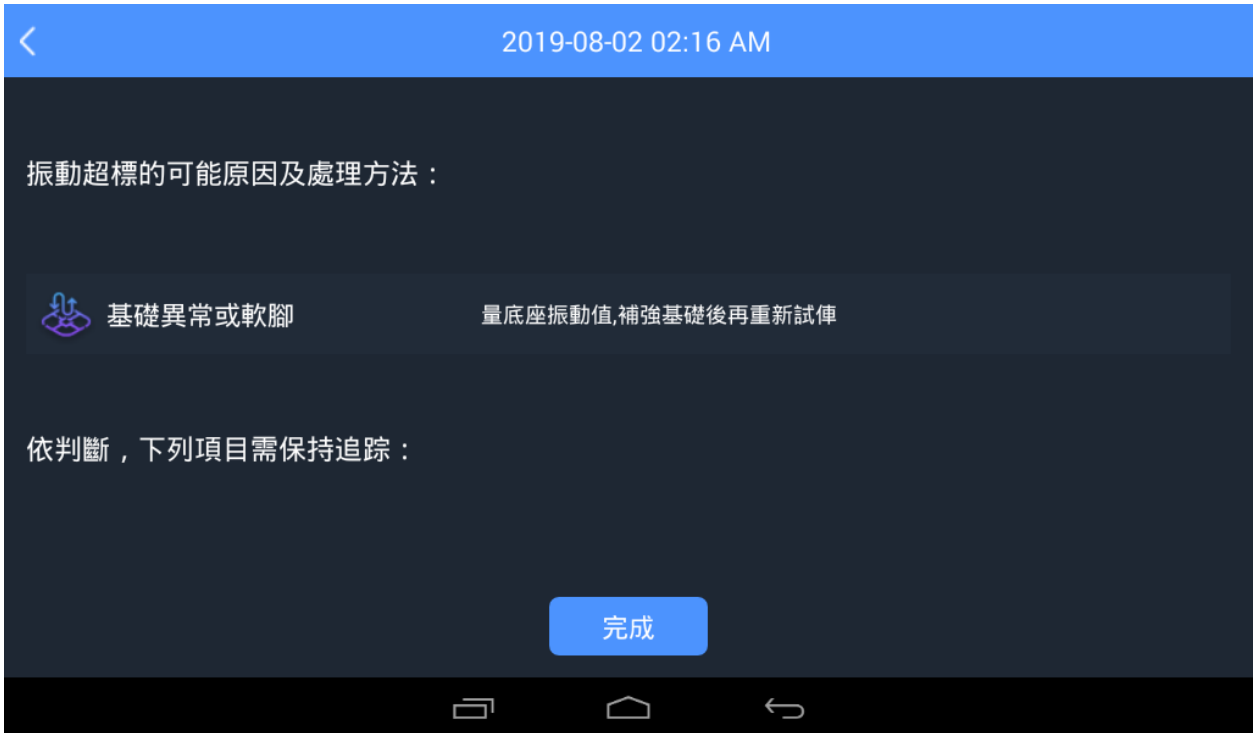 2019-08-02 02:16 AM
振動超標的可能原因及處理方法：
基礎異常或軟腳
量底座振動值,補強基礎後再重新試俥
依判斷，下列項目需保持追踪：
完成